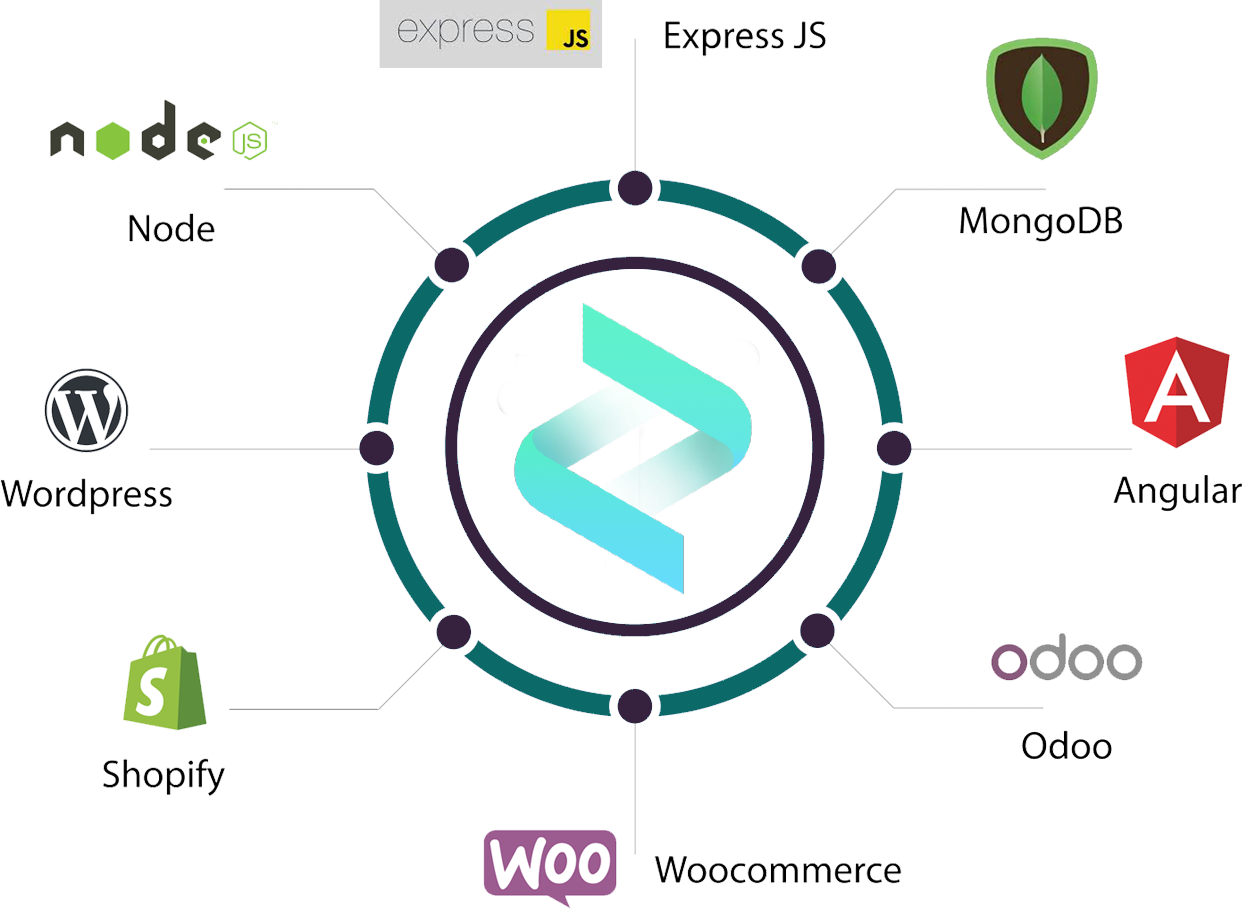 express JS
Express JS
node JS
Node
MongoDB
W
Wordpress
A
Angular
S
Shopify
odoo
Odoo
WOO
Woocommerce